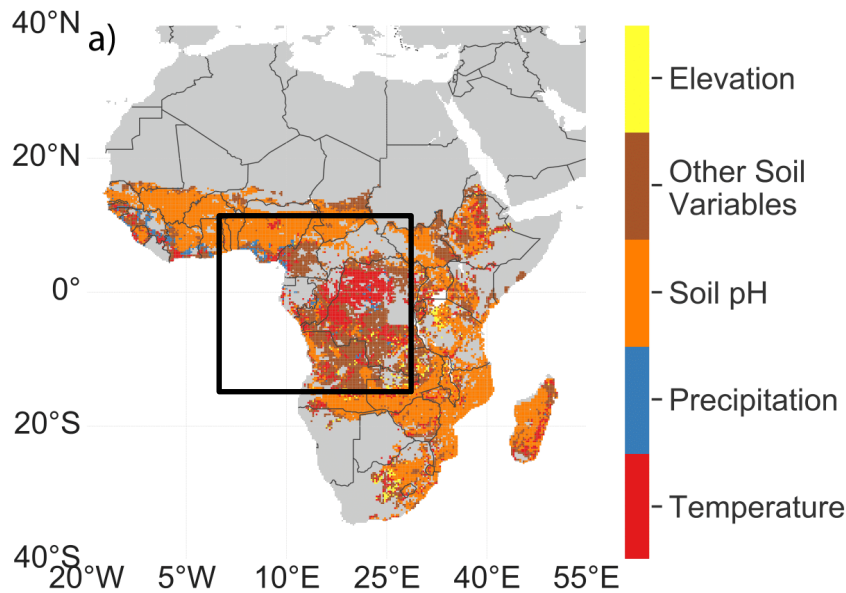 a)
40°N
20°N
0°
20°S
40°S
20°W 5°W 10°E 25°E 40°E 55°E
Elevation
Other Soil
Variables
Soil pH
Precipitation
Temperature